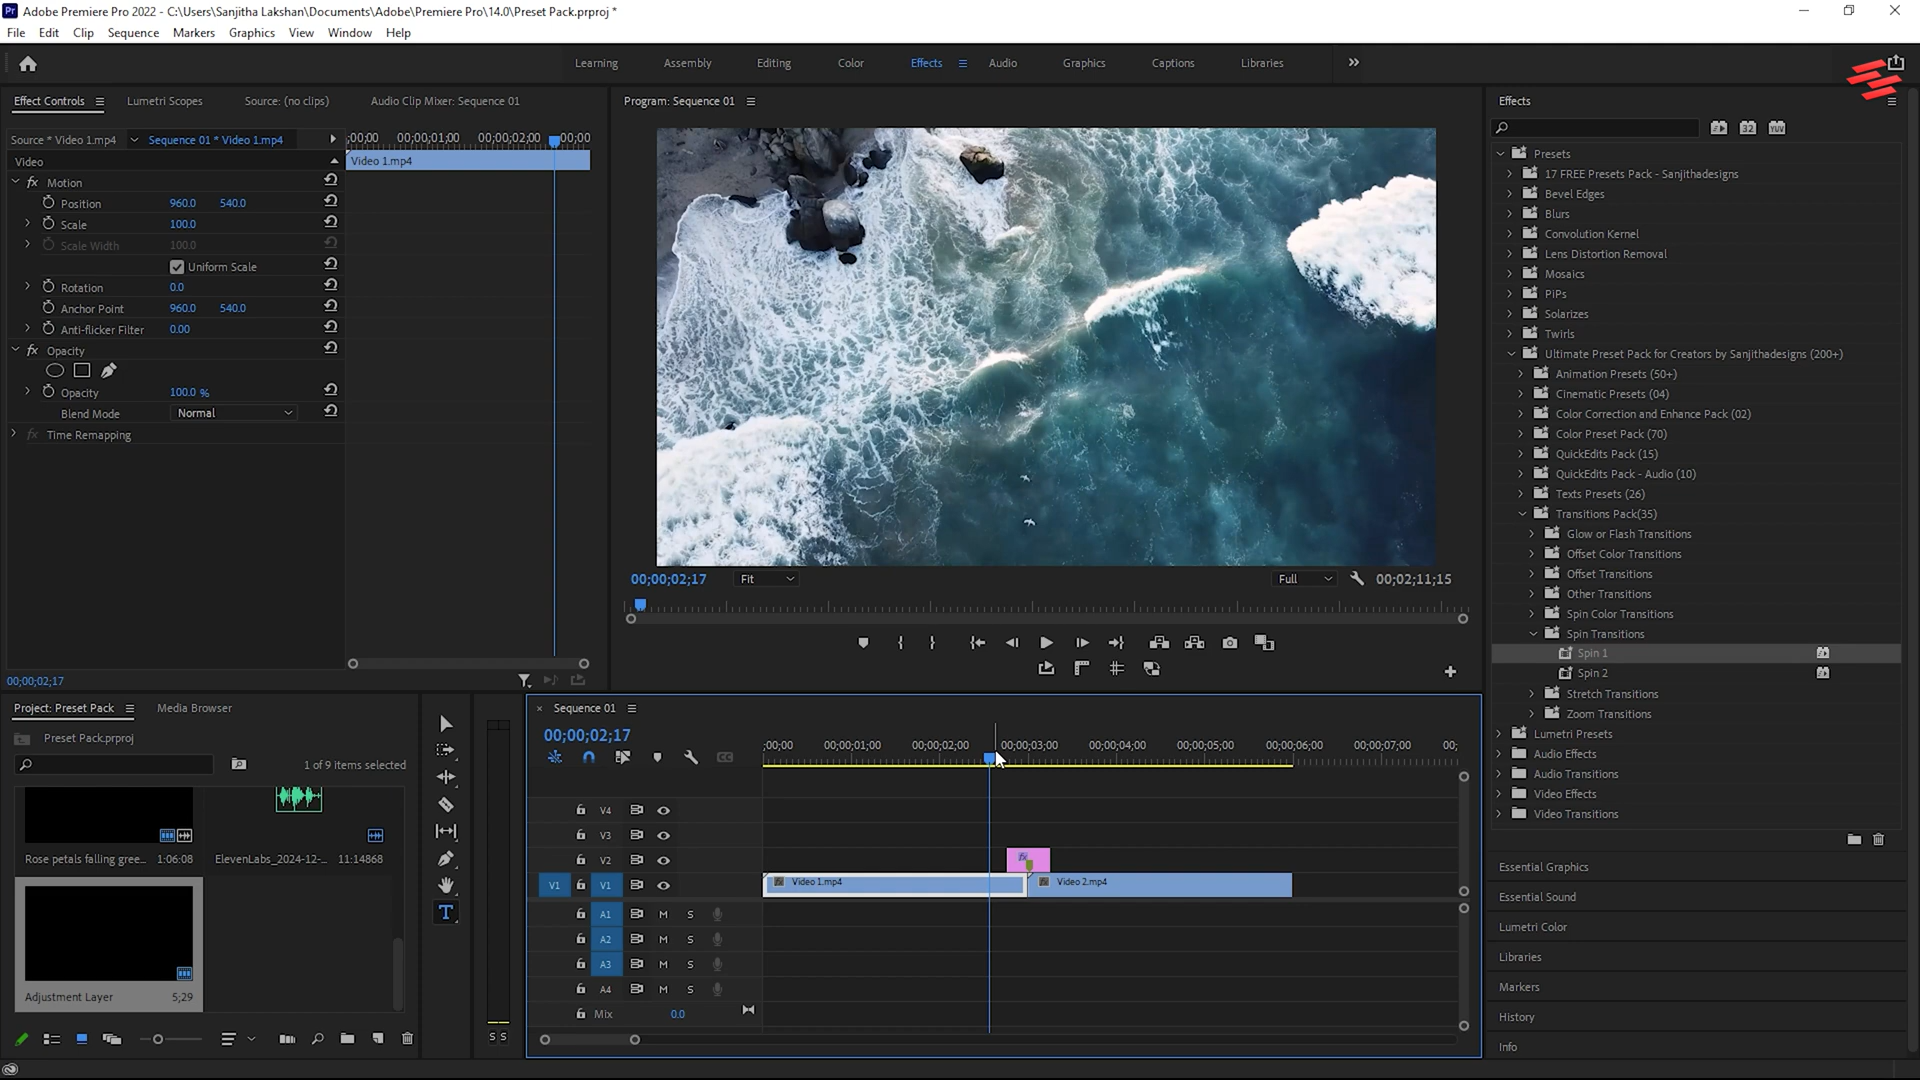 Pr Adobe Premiere Pro 2022 - C:\Users\Sanjitha Lakshan\Documents\Adobe\Premiere Pro\14.0\Preset Pack.prproj *
File Edit Clip Sequence Markers Graphics View Window Help
Learning Assembly Editing Color Effects Audio Graphics Captions Libraries
Effect Controls Lumetri Scopes Source: (no clips) Audio Clip Mixer: Sequence 01
Source * Video 1.mp4 Sequence 01 * Video 1.mp4
;00;00 00;00;01;00 00;00;02;00 00;00
Video
Video 1.mp4
fx Motion
Position 960.0 540.0
Scale 100.0
Scale Width 100.0
Uniform Scale
Rotation 0.0
Anchor Point 960.0 540.0
Anti-flicker Filter 0.00
fx Opacity
Opacity 100.0 %
Blend Mode Normal
fx Time Remapping
00;00;02;17
Program: Sequence 01
00;00;02;17 Fit Full 00;02;11;15
Effects
32 YUV
Presets
17 FREE Presets Pack - Sanjithadesigns
Bevel Edges
Blurs
Convolution Kernel
Lens Distortion Removal
Mosaics
PiPs
Solarizes
Twirls
Ultimate Preset Pack for Creators by Sanjithadesigns (200+)
Animation Presets (50+)
Cinematic Presets (04)
Color Correction and Enhance Pack (02)
Color Preset Pack (70)
QuickEdits Pack (15)
QuickEdits Pack - Audio (10)
Texts Presets (26)
Transitions Pack(35)
Glow or Flash Transitions
Offset Color Transitions
Offset Transitions
Other Transitions
Spin Color Transitions
Spin Transitions
Spin 1
Spin 2
Stretch Transitions
Zoom Transitions
Lumetri Presets
Audio Effects
Audio Transitions
Video Effects
Video Transitions
Essential Graphics
Essential Sound
Lumetri Color
Libraries
Markers
History
Info
Project: Preset Pack Media Browser
Preset Pack.prproj
1 of 9 items selected
Rose petals falling gree... 1:06:08
ElevenLabs_2024-12-... 11:14868
Adjustment Layer 5;29
S S
× Sequence 01
00;00;02;17
;00;00 00;00;01;00 00;00;02;00 00;00;03;00 00;00;04;00 00;00;05;00 00;00;06;00 00;00;07;00 00;
V4
V3
V2 fx
V1 V1 Video 1.mp4 Video 2.mp4
A1 M S
A2 M S
A3 M S
A4 M S
Mix 0.0